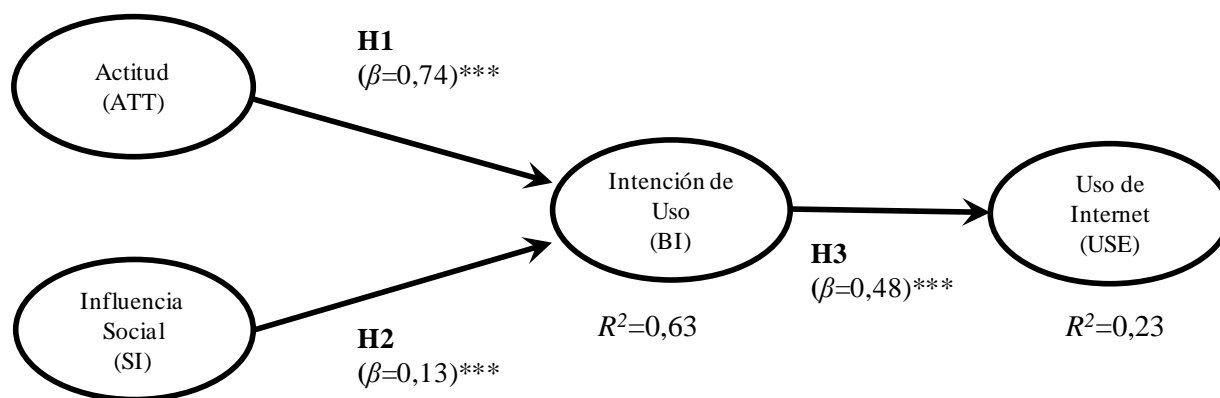 Actitud
(ATT)
H1
(β=0,74)***
Intención de
Uso
(BI)
R²=0,63
Uso de
Internet
(USE)
R²=0,23
H3
(β=0,48)***
Influencia
Social
(SI)
H2
(β=0,13)***